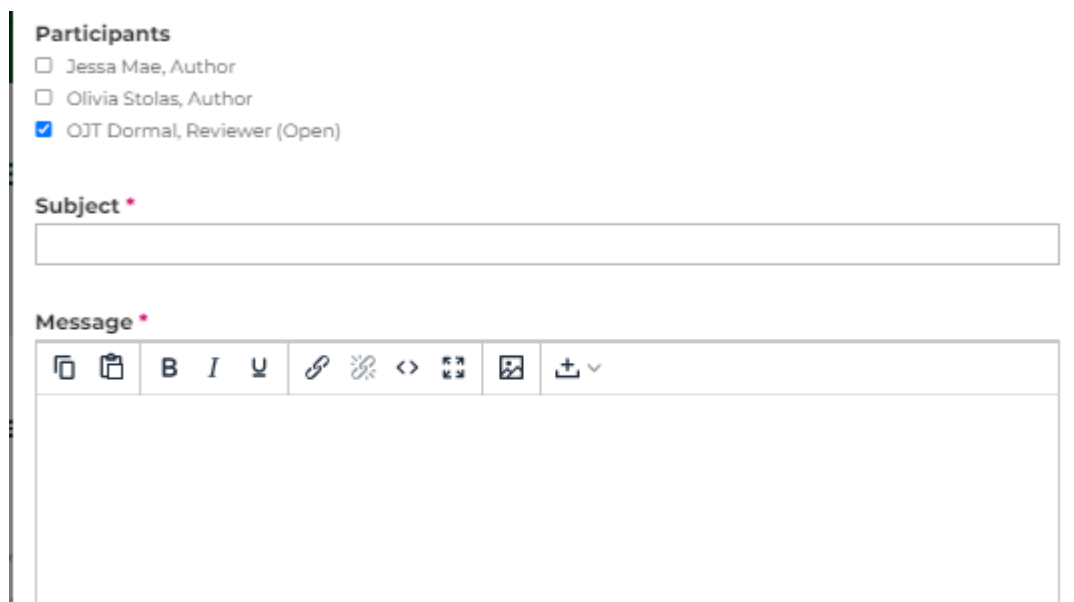 Participants
Jessa Mae, Author
Olivia Stolas, Author
OJT Dormal, Reviewer (Open)
Subject *
Message *
B I U